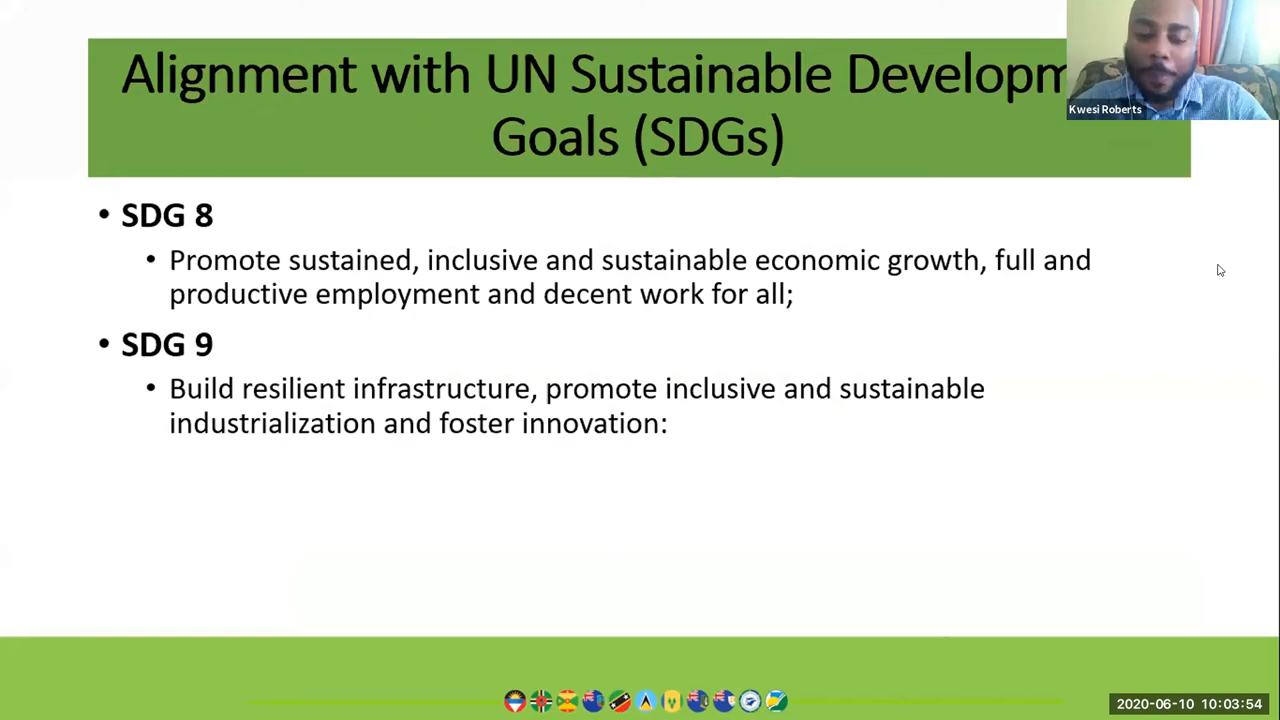 Alignment with UN Sustainable Developm
Goals (SDGs)
Kwesi Roberts
• SDG 8
• Promote sustained, inclusive and sustainable economic growth, full and
productive employment and decent work for all;
• SDG 9
• Build resilient infrastructure, promote inclusive and sustainable
industrialization and foster innovation:
2020-06-10 10:03:54